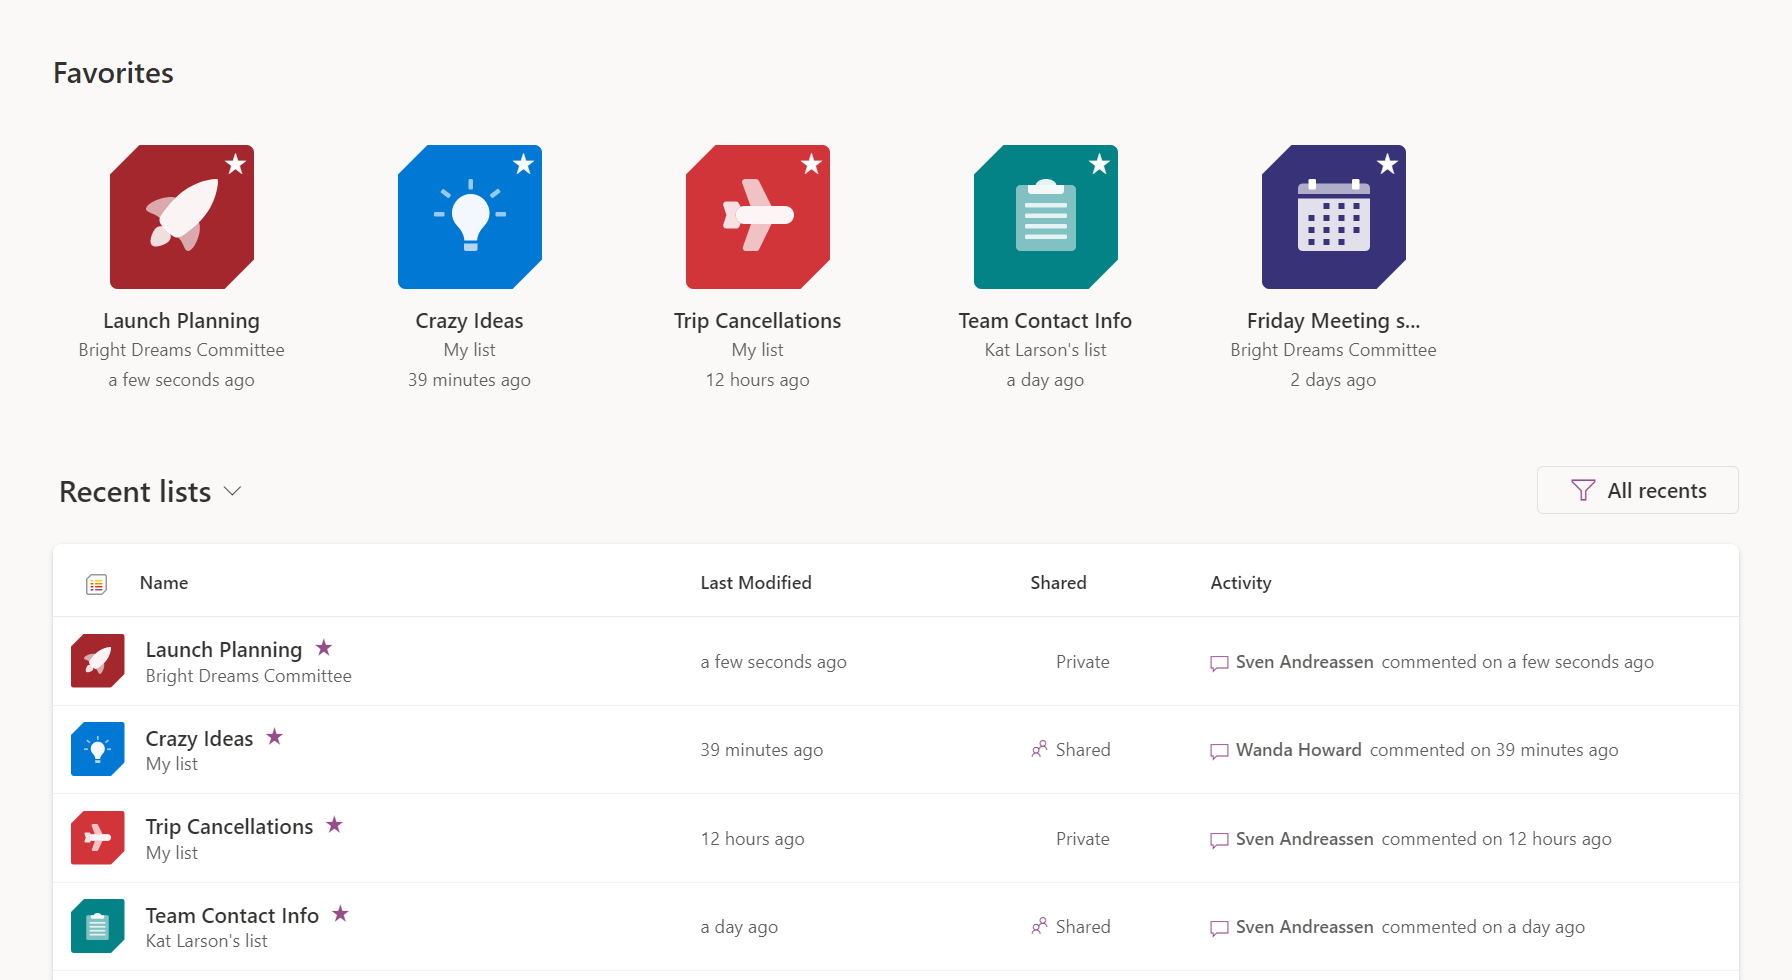 Favorites
Launch Planning
Bright Dreams Committee
a few seconds ago
Crazy Ideas
My list
39 minutes ago
Trip Cancellations
My list
12 hours ago
Team Contact Info
Kat Larson's list
a day ago
Friday Meeting s...
Bright Dreams Committee
2 days ago
Recent lists
All recents
Name Last Modified Shared Activity
Launch Planning
Bright Dreams Committee
a few seconds ago
Private
Sven Andreassen commented on a few seconds ago
Crazy Ideas
My list
39 minutes ago
Shared
Wanda Howard commented on 39 minutes ago
Trip Cancellations
My list
12 hours ago
Private
Sven Andreassen commented on 12 hours ago
Team Contact Info
Kat Larson's list
a day ago
Shared
Sven Andreassen commented on a day ago